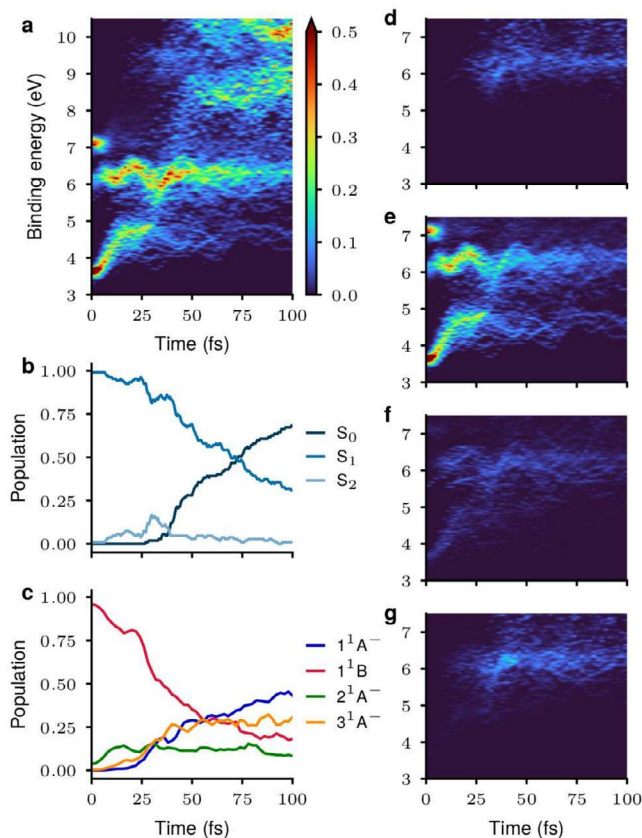 a
Binding energy (eV)
10
9
8
7
6
5
4
3
0 25 50 75 100
Time (fs)
0.5
0.4
0.3
0.2
0.1
0.0
b
Population
1.00
0.75
0.50
0.25
0.00
S₀
S₁
S₂
c
Population
1.00
0.75
0.50
0.25
0.00
0 25 50 75 100
Time (fs)
1¹A⁻
1¹B
2¹A⁻
3¹A⁻
d
7
6
5
4
3
e
7
6
5
4
3
f
7
6
5
4
3
g
7
6
5
4
3
0 25 50 75 100
Time (fs)